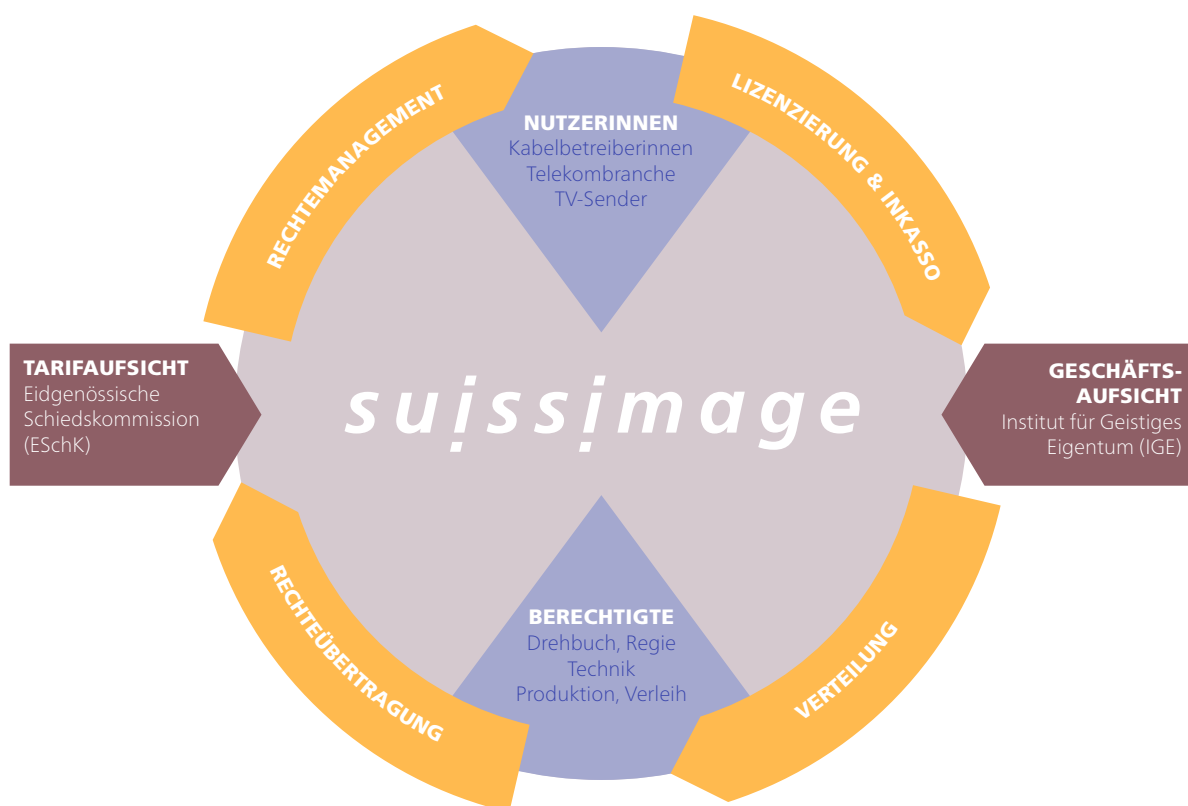 RECHTEMANAGEMENT
NUTZERINNEN
Kabelbetreiberinnen
Telekombranche
TV-Sender
LIZENZIERUNG & INKASSO
TARIFAUFSICHT
Eidgenössische
Schiedskommission
(ESchK)
suissimage
GESCHÄFTS-
AUFSICHT
Institut für Geistiges
Eigentum (IGE)
RECHTEÜBERTRAGUNG
BERECHTIGTE
Drehbuch, Regie
Technik
Produktion, Verleih
VERTEILUNG